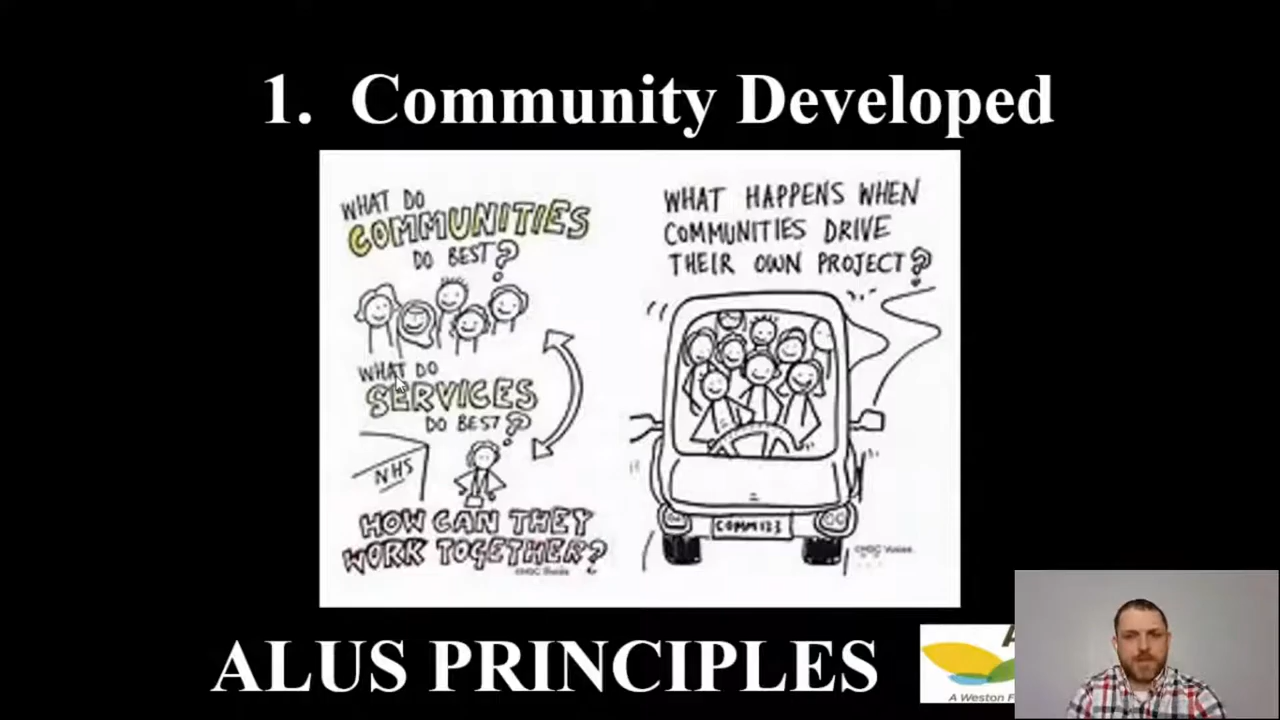 1. Community Developed
WHAT DO
COMMUNITIES
DO BEST?
WHAT DO
SERVICES
DO BEST?
NHS
HOW CAN THEY
WORK TOGETHER?
WHAT HAPPENS WHEN
COMMUNITIES DRIVE
THEIR OWN PROJECT?
COMM123
ALUS PRINCIPLES
A Weston F